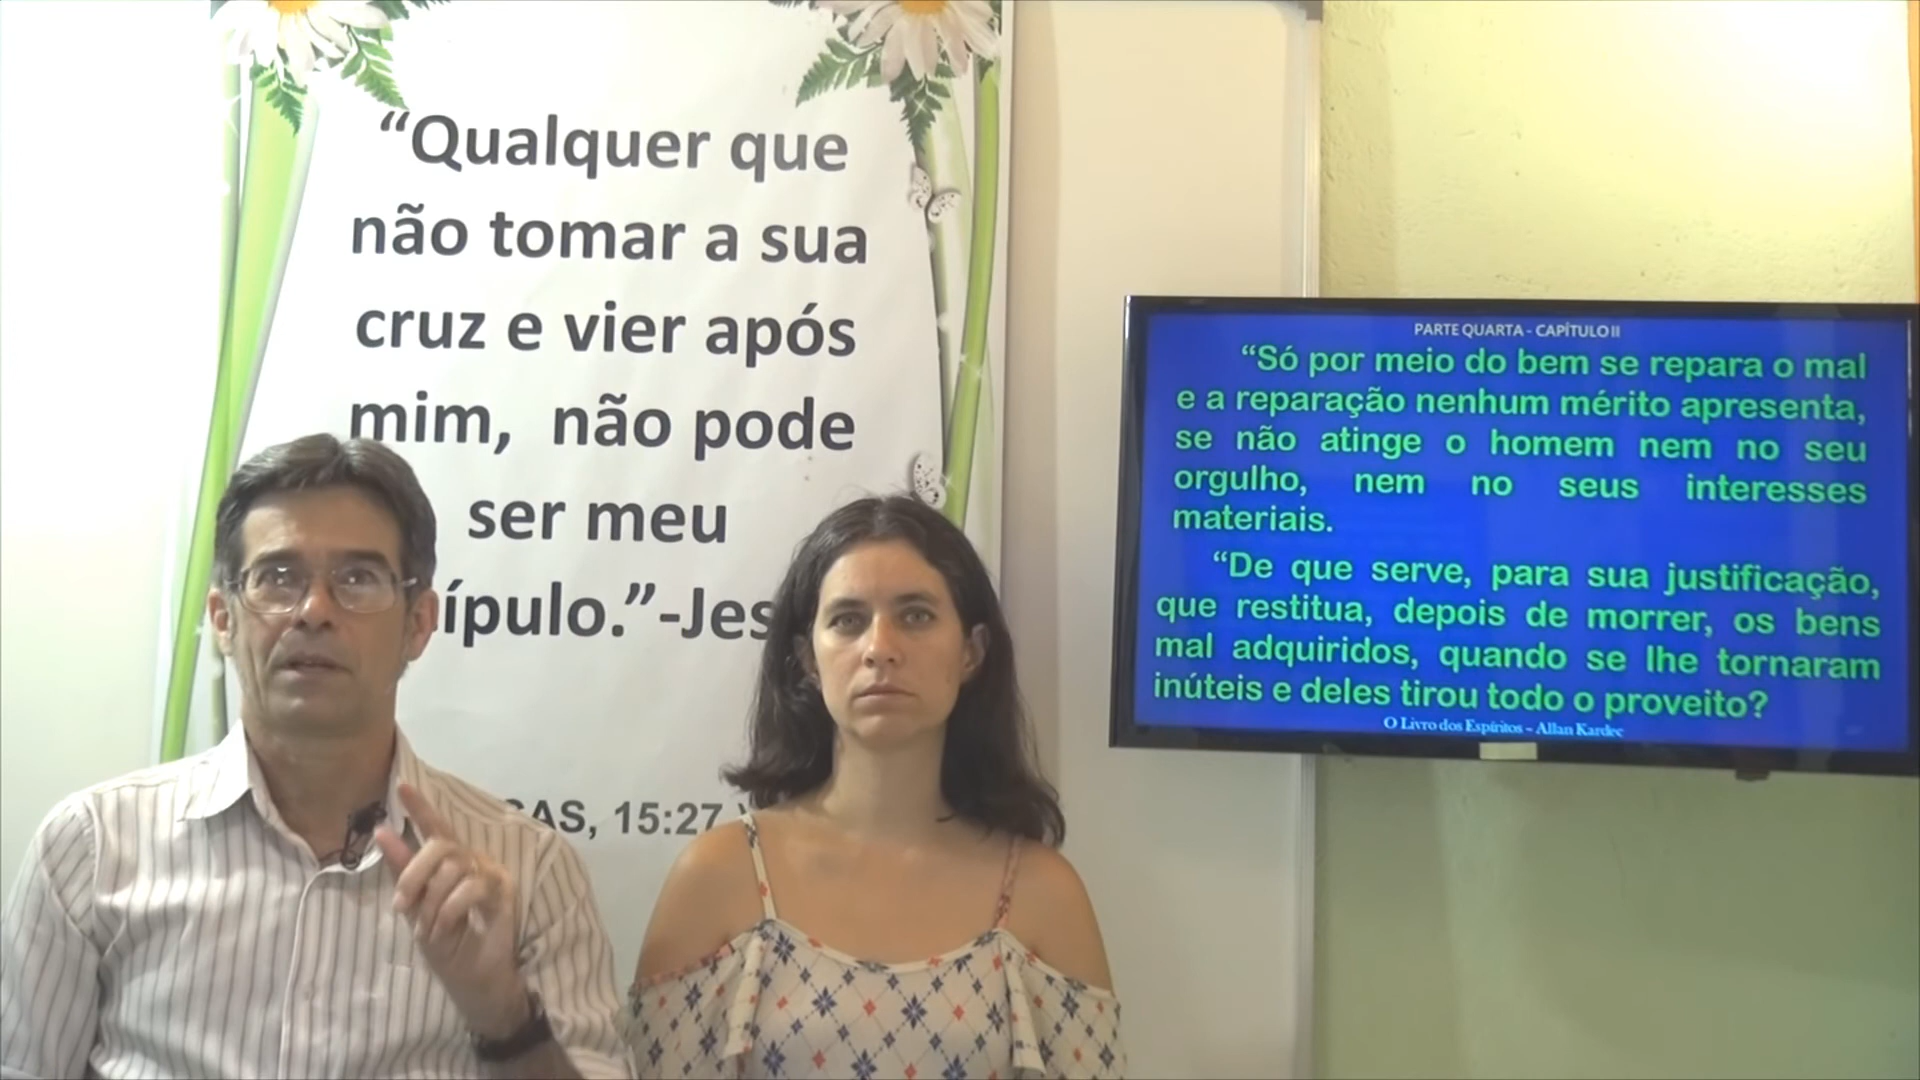 “Qualquer que
não tomar a sua
cruz e vier após
mim, não pode
ser meu
ípulo.”-Jes
AS, 15:27
PARTE QUARTA - CAPÍTULO II
“Só por meio do bem se repara o mal
e a reparação nenhum mérito apresenta,
se não atinge o homem nem no seu
orgulho, nem no seus interesses
materiais.
“De que serve, para sua justificação,
que restitua, depois de morrer, os bens
mal adquiridos, quando se lhe tornaram
inúteis e deles tirou todo o proveito?
O Livro dos Espíritos – Allan Kardec